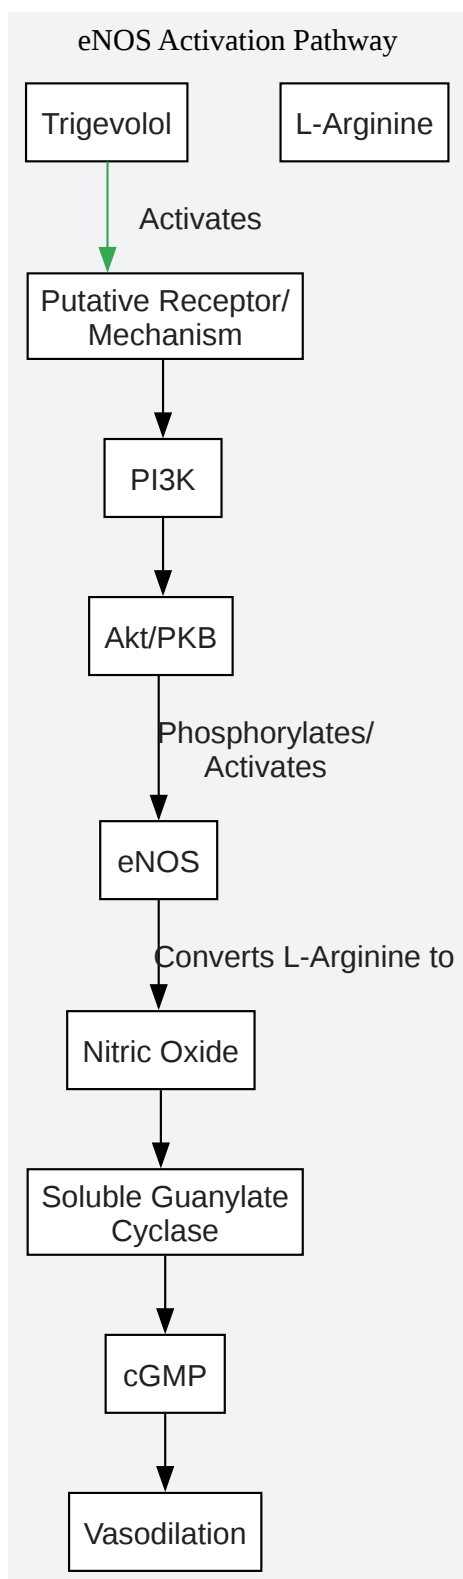 eNOS Activation Pathway
Trigevolol
L-Arginine
Activates
Putative Receptor/
Mechanism
PI3K
Akt/PKB
Phosphorylates/
Activates
eNOS
Converts L-Arginine to
Nitric Oxide
Soluble Guanylate
Cyclase
cGMP
Vasodilation